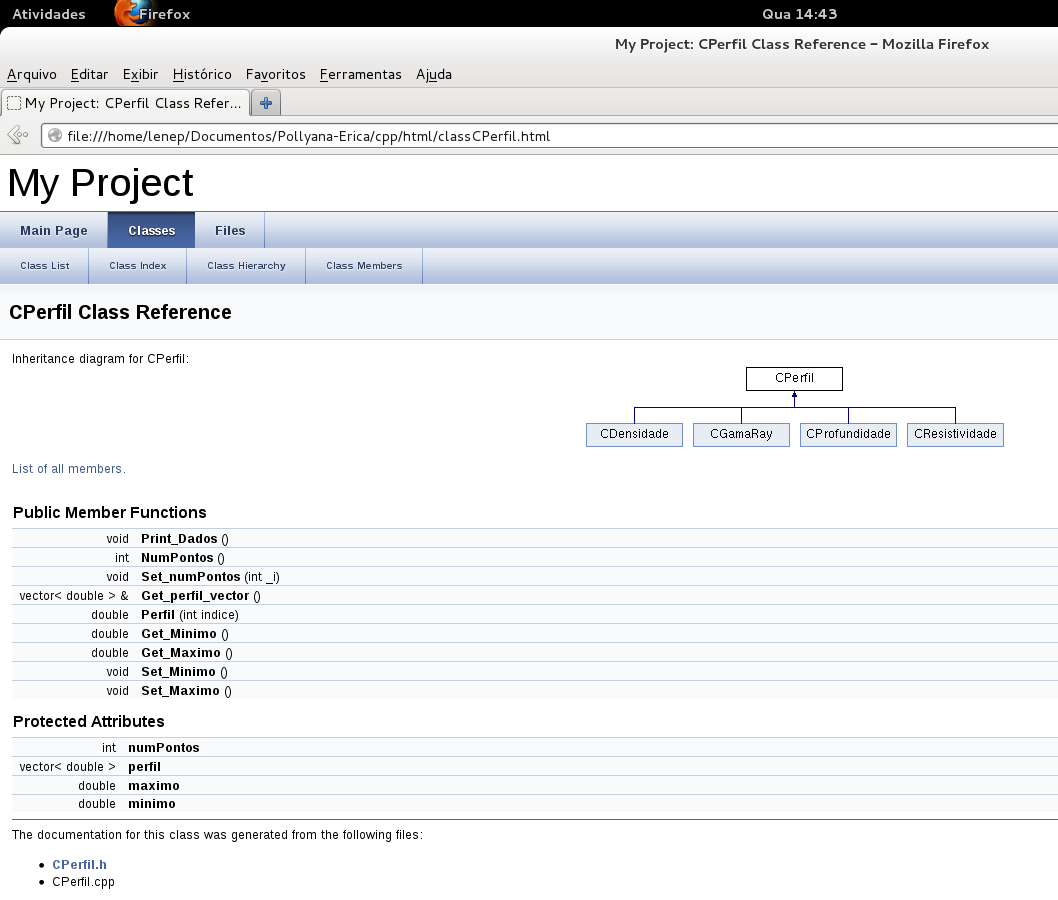 Atividades Firefox Qua 14:43
My Project: CPerfil Class Reference - Mozilla Firefox
Arquivo Editar Exibir Histórico Favoritos Ferramentas Ajuda
My Project: CPerfil Class Refer...
file:///home/lenep/Documentos/Pollyana-Erica/cpp/html/classCPerfil.html
My Project
Main Page Classes Files
Class List Class Index Class Hierarchy Class Members
CPerfil Class Reference
Inheritance diagram for CPerfil:
CPerfil
CDensidade CGamaRay CProfundidade CResistividade
List of all members.
Public Member Functions
void Print_Dados ()
int NumPontos ()
void Set_numPontos (int _i)
vector< double > & Get_perfil_vector ()
double Perfil (int indice)
double Get_Minimo ()
double Get_Maximo ()
void Set_Minimo ()
void Set_Maximo ()
Protected Attributes
int numPontos
vector< double > perfil
double maximo
double minimo
The documentation for this class was generated from the following files:
• CPerfil.h
• CPerfil.cpp